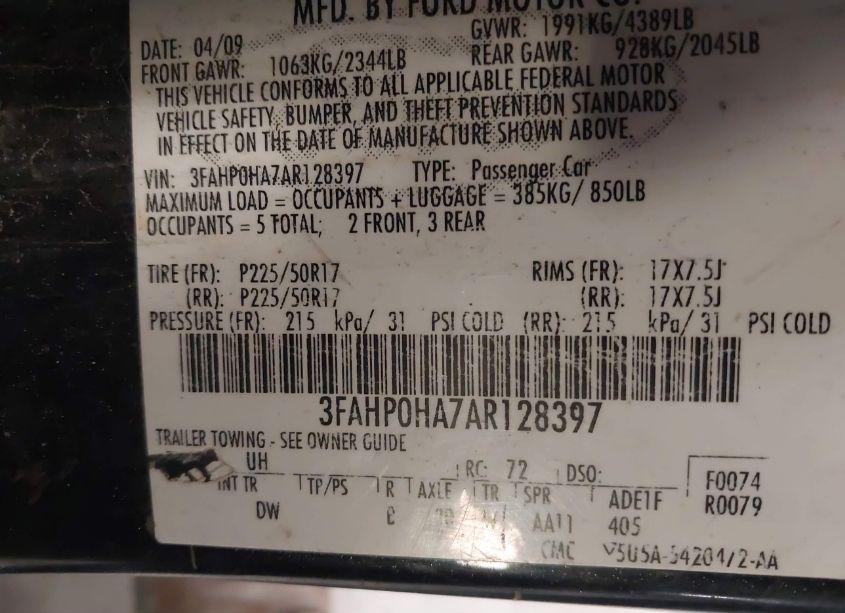 MFD. BY FORD MOTOR CO.
DATE: 04/09 GVWR: 1991KG/4389LB
FRONT GAWR: 1063KG/2344LB REAR GAWR: 928KG/2045LB
THIS VEHICLE CONFORMS TO ALL APPLICABLE FEDERAL MOTOR
VEHICLE SAFETY, BUMPER, AND THEFT PREVENTION STANDARDS
IN EFFECT ON THE DATE OF MANUFACTURE SHOWN ABOVE.
VIN: 3FAHP0HA7AR128397 TYPE: Passenger Car
MAXIMUM LOAD = OCCUPANTS + LUGGAGE = 385KG/ 850LB
OCCUPANTS = 5 TOTAL; 2 FRONT, 3 REAR
TIRE (FR): P225/50R17 RIMS (FR): 17X7.5J
(RR): P225/50R17 (RR): 17X7.5J
PRESSURE (FR): 215 kPa/ 31 PSI COLD (RR): 215 kPa/ 31 PSI COLD
3FAHP0HA7AR128397
TRAILER TOWING - SEE OWNER GUIDE
UH RC: 72 DSO: F0074
INT TR TP/PS R AXLE TR SPR ADE1F R0079
DW AA11 405